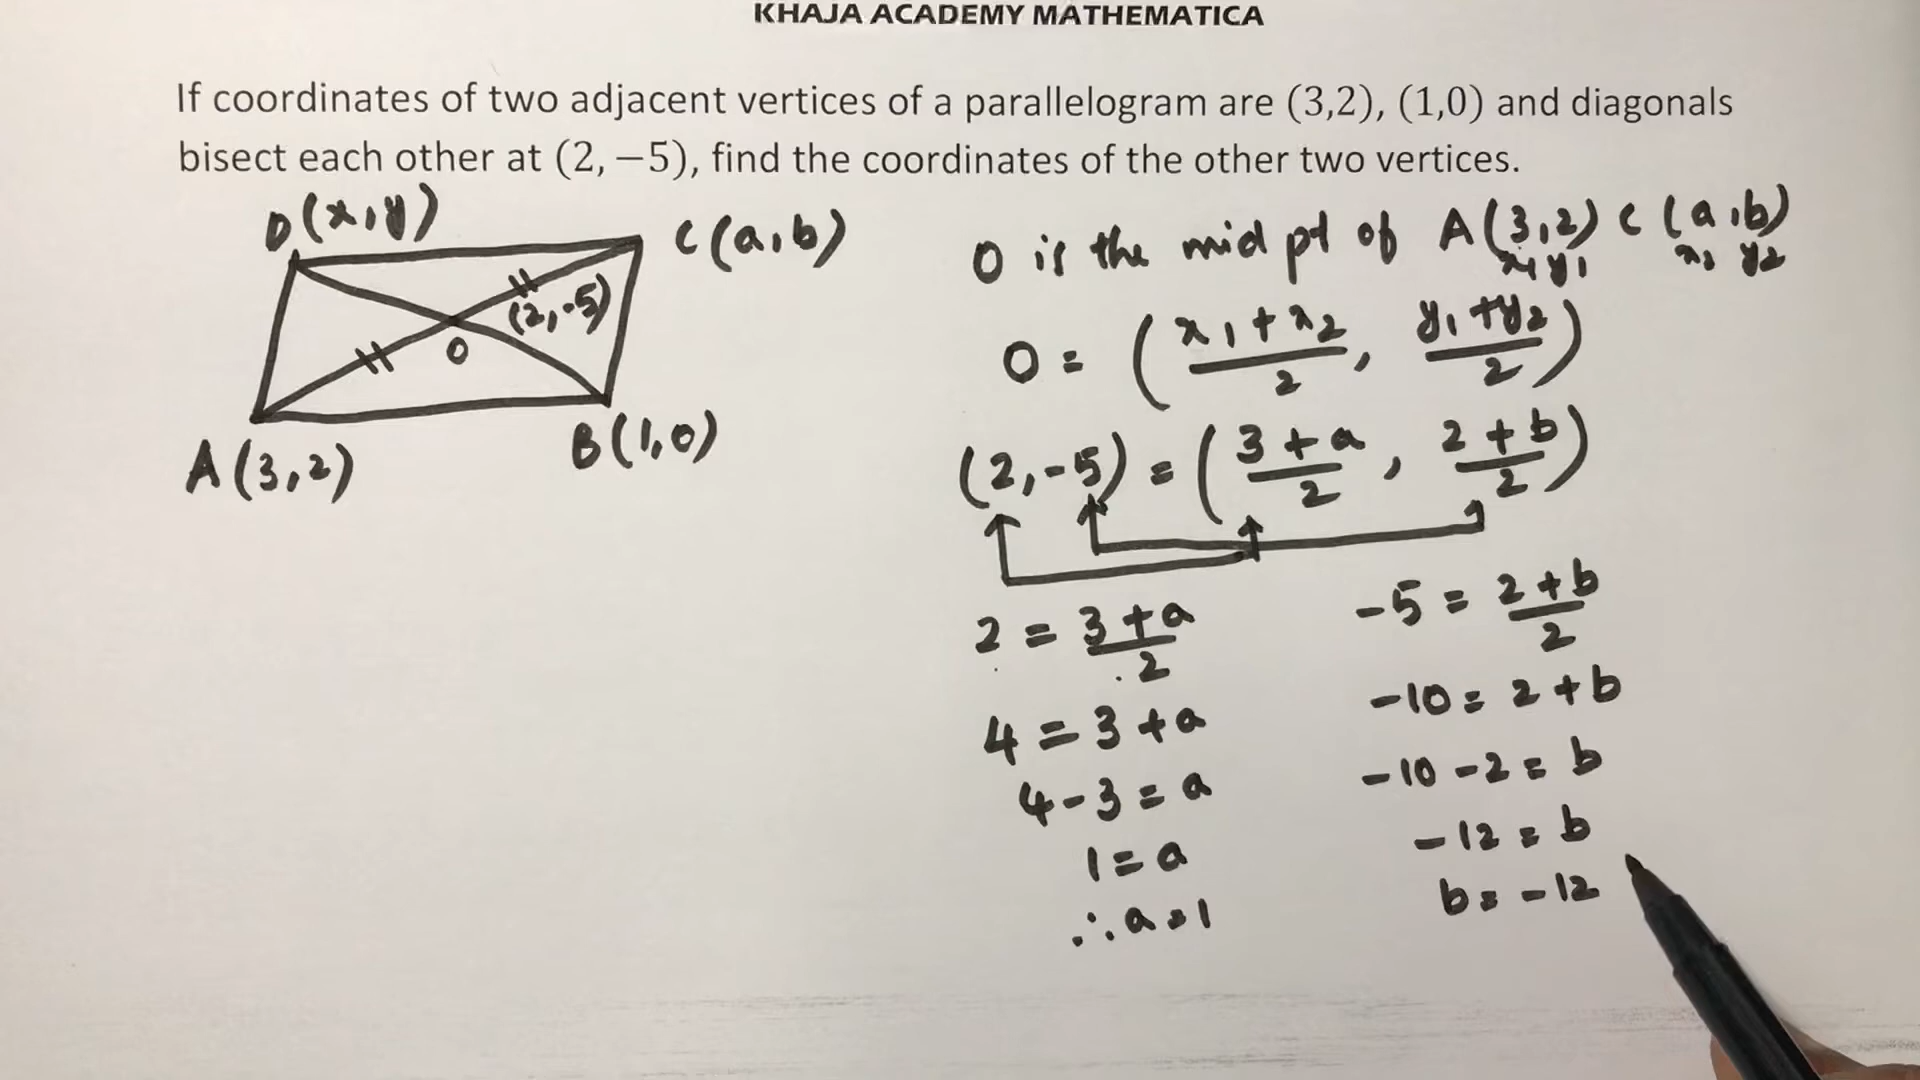 KHAJA ACADEMY MATHEMATICA
If coordinates of two adjacent vertices of a parallelogram are (3,2), (1,0) and diagonals
bisect each other at (2, −5), find the coordinates of the other two vertices.
D(x,y)
C(a,b)
(2,-5)
O
A(3,2)
B(1,0)
O is the mid pt of A(3,2) C(a,b)
x1 y1 x2 y2
O = ( x1+x2 / 2 , y1+y2 / 2 )
(2,-5) = ( 3+a / 2 , 2+b / 2 )
2 = 3+a / 2
4 = 3+a
4-3 = a
1 = a
∴ a = 1
-5 = 2+b / 2
-10 = 2+b
-10 -2 = b
-12 = b
b = -12